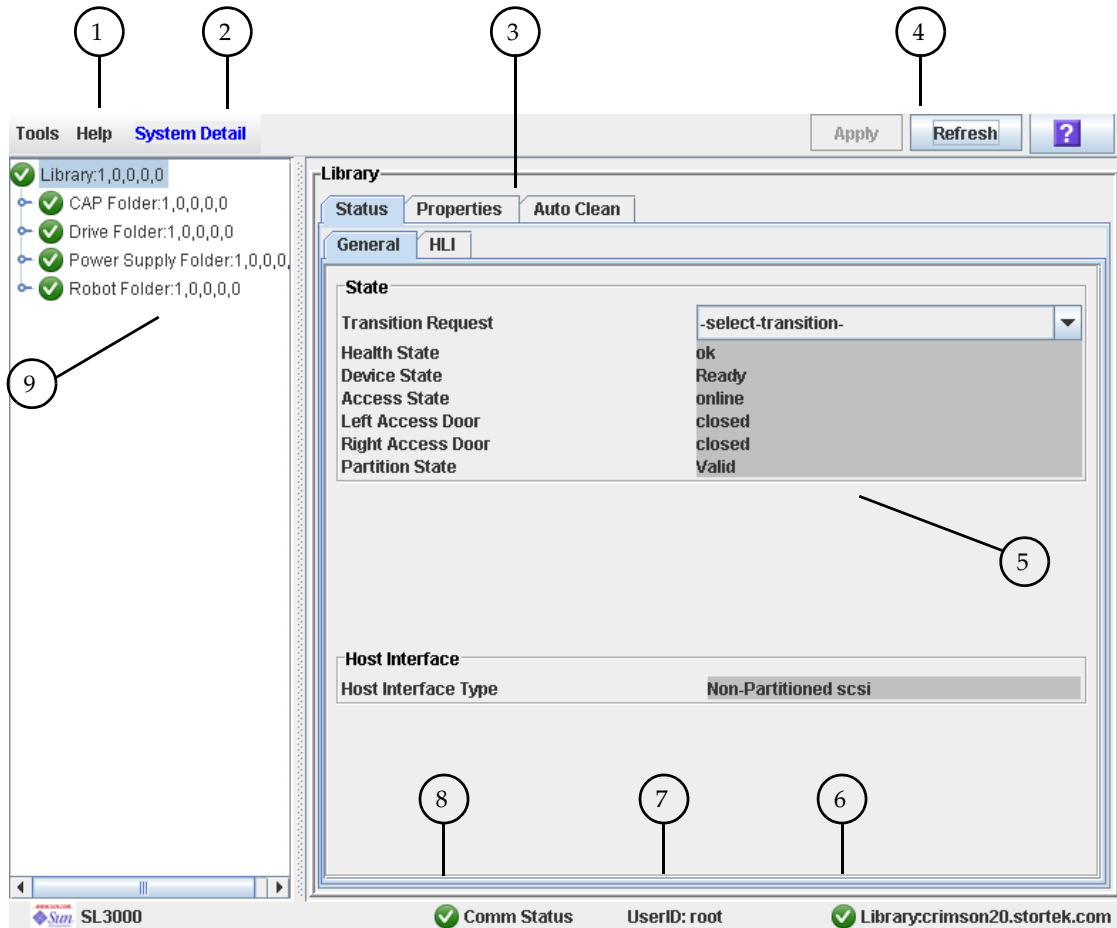 1 2 3 4
Tools Help System Detail Apply Refresh ?
Library:1,0,0,0,0
CAP Folder:1,0,0,0,0
Drive Folder:1,0,0,0,0
Power Supply Folder:1,0,0,0,
Robot Folder:1,0,0,0,0
9
Library
Status Properties Auto Clean
General HLI
State
Transition Request -select-transition-
Health State ok
Device State Ready
Access State online
Left Access Door closed
Right Access Door closed
Partition State Valid
5
Host Interface
Host Interface Type Non-Partitioned scsi
8 7 6
Sun SL3000 Comm Status UserID: root Library:crimson20.stortek.com